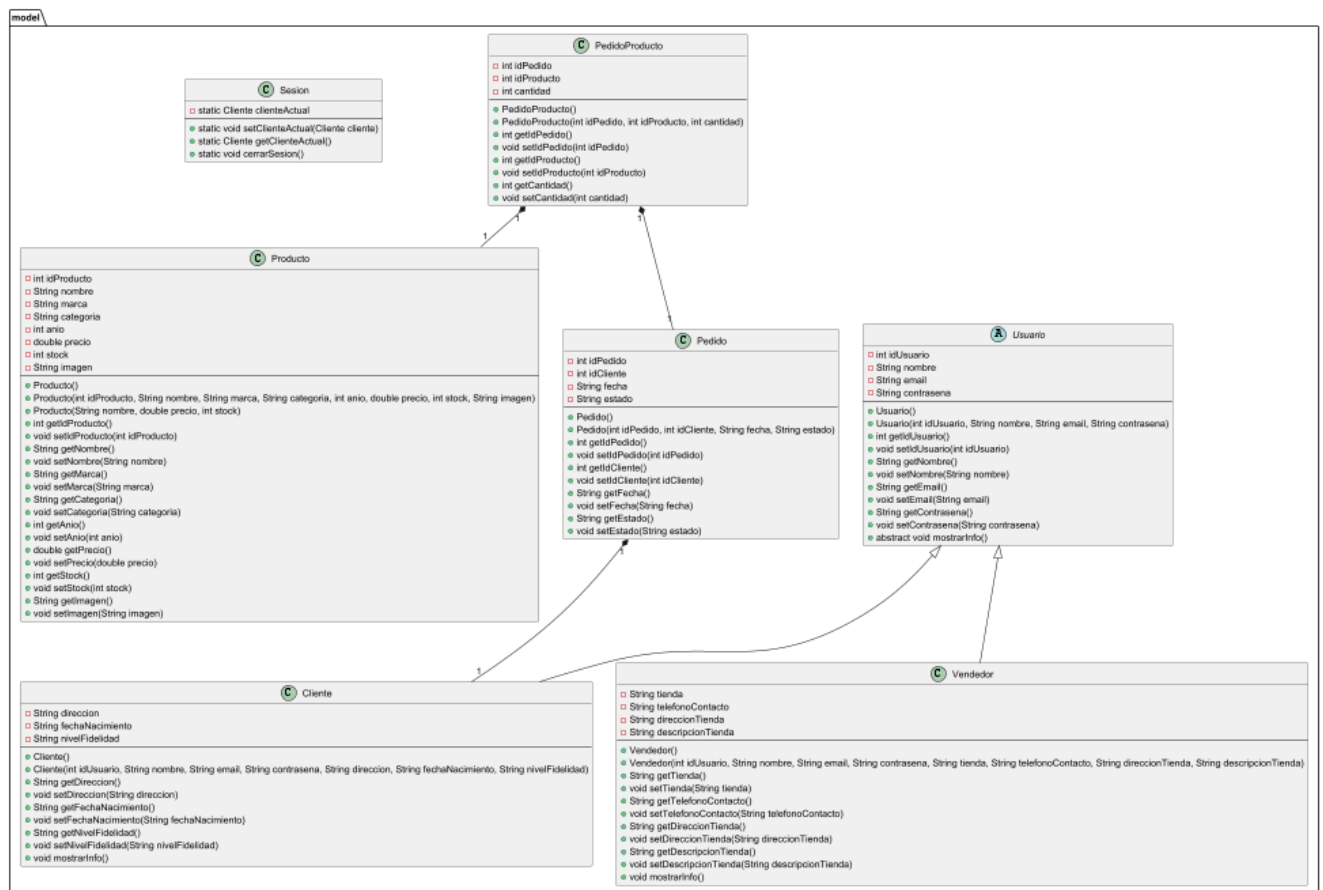 model
C PedidoProducto
int idPedido
int idProducto
int cantidad
PedidoProducto()
PedidoProducto(int idPedido, int idProducto, int cantidad)
int getIdPedido()
void setIdPedido(int idPedido)
int getIdProducto()
void setIdProducto(int idProducto)
int getCantidad()
void setCantidad(int cantidad)
C Sesion
static Cliente clienteActual
static void setClienteActual(Cliente cliente)
static Cliente getClienteActual()
static void cerrarSesion()
1
1
1
1
C Producto
int idProducto
String nombre
String marca
String categoria
int anio
double precio
int stock
String imagen
Producto()
Producto(int idProducto, String nombre, String marca, String categoria, int anio, double precio, int stock, String imagen)
Producto(String nombre, double precio, int stock)
int getIdProducto()
void setIdProducto(int idProducto)
String getNombre()
void setNombre(String nombre)
String getMarca()
void setMarca(String marca)
String getCategoria()
void setCategoria(String categoria)
int getAnio()
void setAnio(int anio)
double getPrecio()
void setPrecio(double precio)
int getStock()
void setStock(int stock)
String getImagen()
void setImagen(String imagen)
C Pedido
int idPedido
int idCliente
String fecha
String estado
Pedido()
Pedido(int idPedido, int idCliente, String fecha, String estado)
int getIdPedido()
void setIdPedido(int idPedido)
int getIdCliente()
void setIdCliente(int idCliente)
String getFecha()
void setFecha(String fecha)
String getEstado()
void setEstado(String estado)
A Usuario
int idUsuario
String nombre
String email
String contrasena
Usuario()
Usuario(int idUsuario, String nombre, String email, String contrasena)
int getIdUsuario()
void setIdUsuario(int idUsuario)
String getNombre()
void setNombre(String nombre)
String getEmail()
void setEmail(String email)
String getContrasena()
void setContrasena(String contrasena)
abstract void mostrarInfo()
1
1
C Cliente
String direccion
String fechaNacimiento
String nivelFidelidad
Cliente()
Cliente(int idUsuario, String nombre, String email, String contrasena, String direccion, String fechaNacimiento, String nivelFidelidad)
String getDireccion()
void setDireccion(String direccion)
String getFechaNacimiento()
void setFechaNacimiento(String fechaNacimiento)
String getNivelFidelidad()
void setNivelFidelidad(String nivelFidelidad)
void mostrarInfo()
C Vendedor
String tienda
String telefonoContacto
String direccionTienda
String descripcionTienda
Vendedor()
Vendedor(int idUsuario, String nombre, String email, String contrasena, String tienda, String telefonoContacto, String direccionTienda, String descripcionTienda)
String getTienda()
void setTienda(String tienda)
String getTelefonoContacto()
void setTelefonoContacto(String telefonoContacto)
String getDireccionTienda()
void setDireccionTienda(String direccionTienda)
String getDescripcionTienda()
void setDescripcionTienda(String descripcionTienda)
void mostrarInfo()